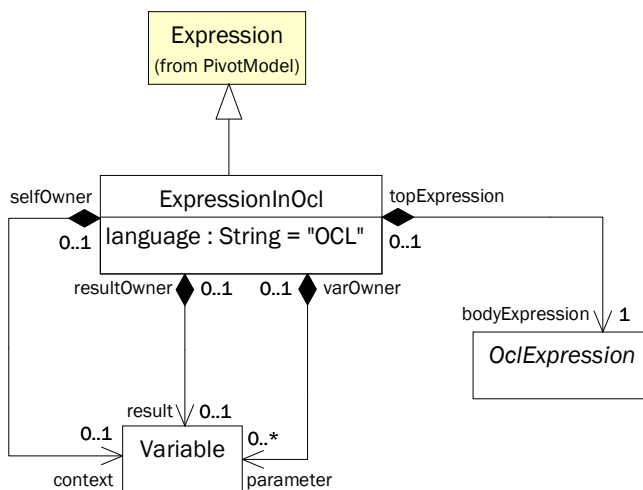 Expression
(from PivotModel)
selfOwner
ExpressionInOcl
topExpression
0..1
language : String = "OCL"
0..1
resultOwner
0..1
0..1
varOwner
bodyExpression
1
OclExpression
result
0..1
0..1
Variable
0..*
context
parameter